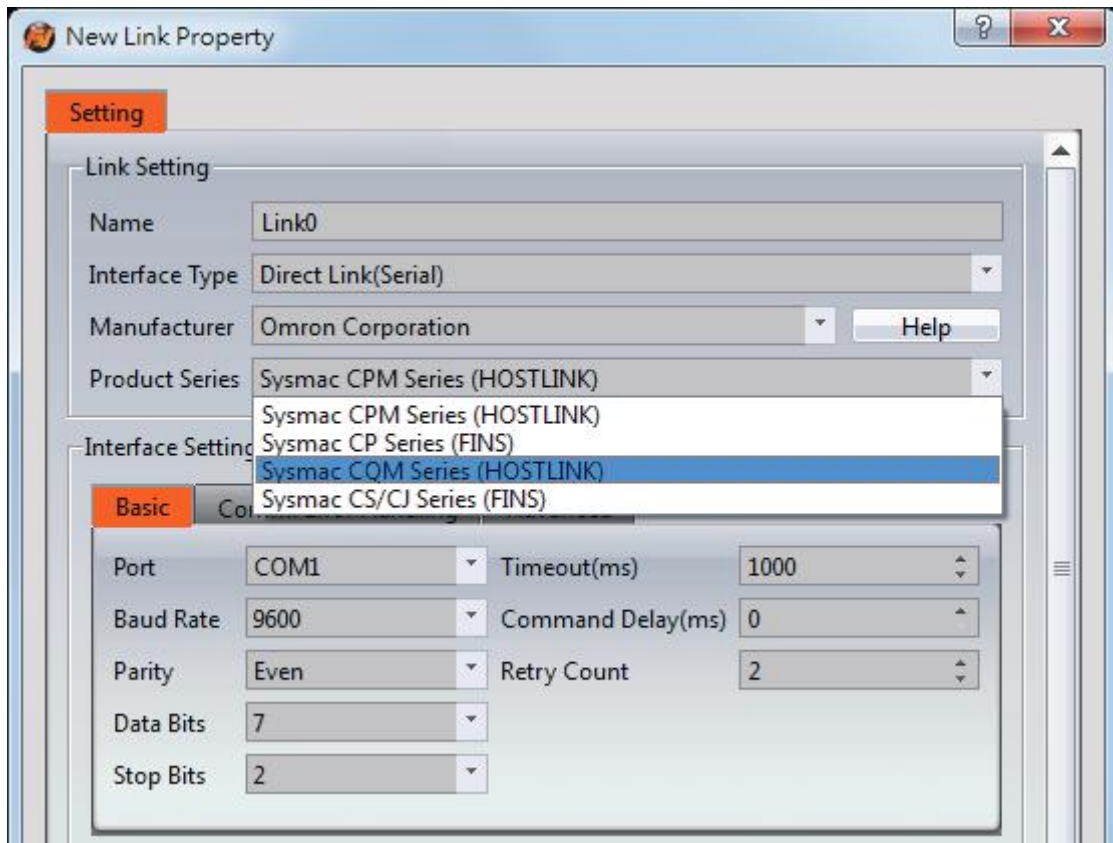 New Link Property
Setting
Link Setting
Name Link0
Interface Type Direct Link(Serial)
Manufacturer Omron Corporation Help
Product Series Sysmac CPM Series (HOSTLINK)
Sysmac CPM Series (HOSTLINK)
Interface Setting Sysmac CP Series (FINS)
Sysmac CQM Series (HOSTLINK)
Sysmac CS/CJ Series (FINS)
Basic
Port COM1 Timeout(ms) 1000
Baud Rate 9600 Command Delay(ms) 0
Parity Even Retry Count 2
Data Bits 7
Stop Bits 2